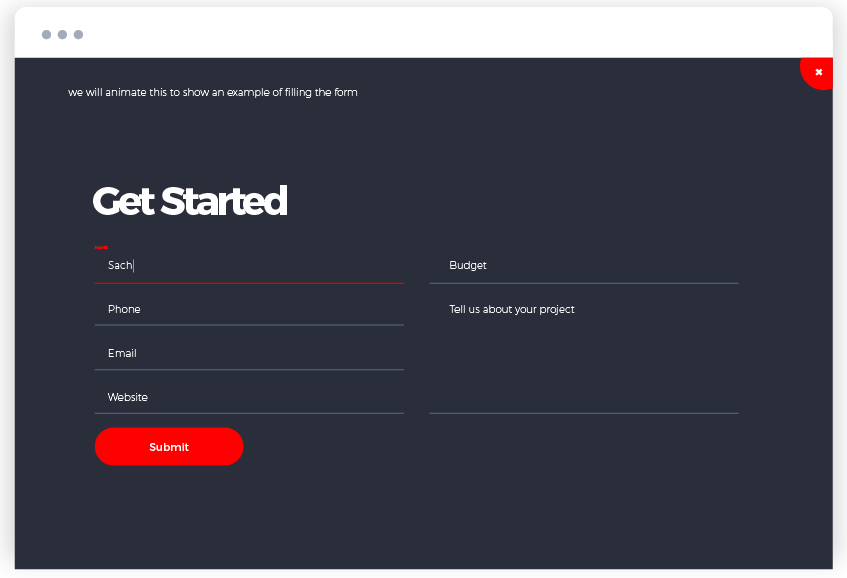 we will animate this to show an example of filling the form
Get Started
Sach
Phone
Email
Website
Budget
Tell us about your project
Submit